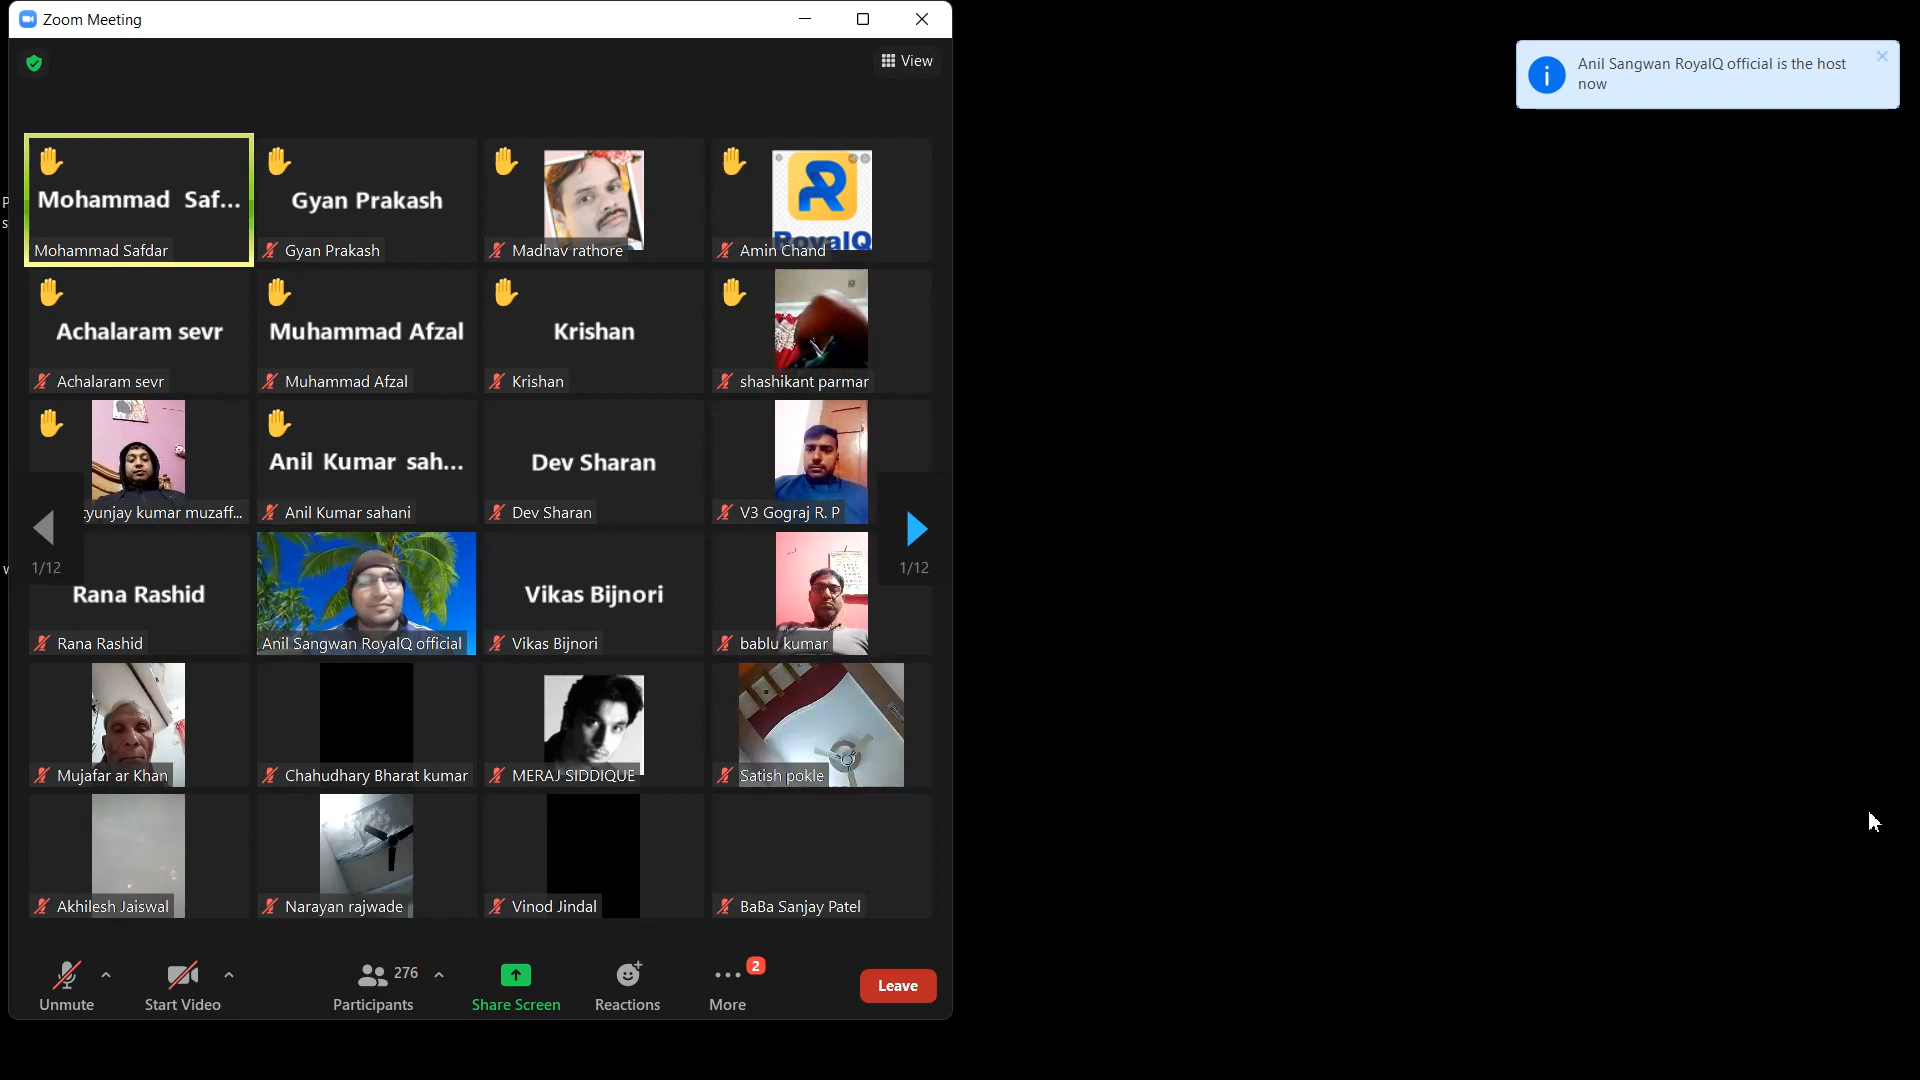 Zoom Meeting
View
Anil Sangwan RoyalQ official is the host
now
Mohammad Saf...
Mohammad Safdar
Gyan Prakash
Gyan Prakash
Madhav rathore
RoyalQ
Amin Chand
Achalaram sevr
Achalaram sevr
Muhammad Afzal
Muhammad Afzal
Krishan
Krishan
shashikant parmar
tyunjay kumar muzaff...
Anil Kumar sah...
Anil Kumar sahani
Dev Sharan
Dev Sharan
V3 Gograj R. P
1/12
1/12
Rana Rashid
Rana Rashid
Anil Sangwan RoyalQ official
Vikas Bijnori
Vikas Bijnori
bablu kumar
Mujafar ar Khan
Chahudhary Bharat kumar
MERAJ SIDDIQUE
Satish pokle
Akhilesh Jaiswal
Narayan rajwade
Vinod Jindal
BaBa Sanjay Patel
Unmute
Start Video
276
Participants
Share Screen
Reactions
2
More
Leave